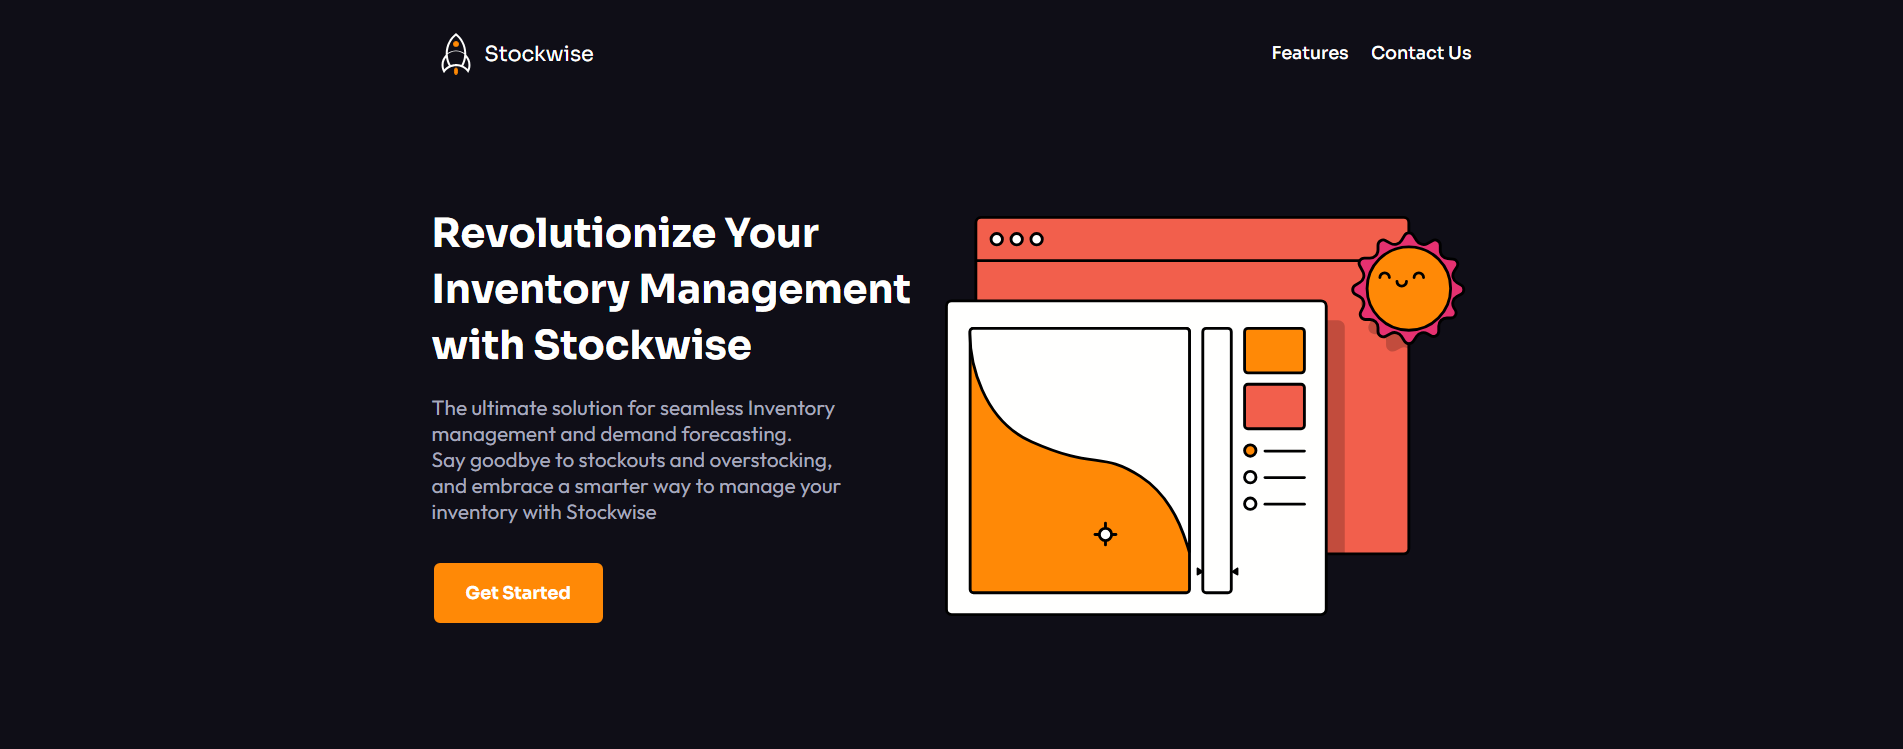 Stockwise
Features
Contact Us
Revolutionize Your
Inventory Management
with Stockwise
The ultimate solution for seamless Inventory
management and demand forecasting.
Say goodbye to stockouts and overstocking,
and embrace a smarter way to manage your
inventory with Stockwise
Get Started